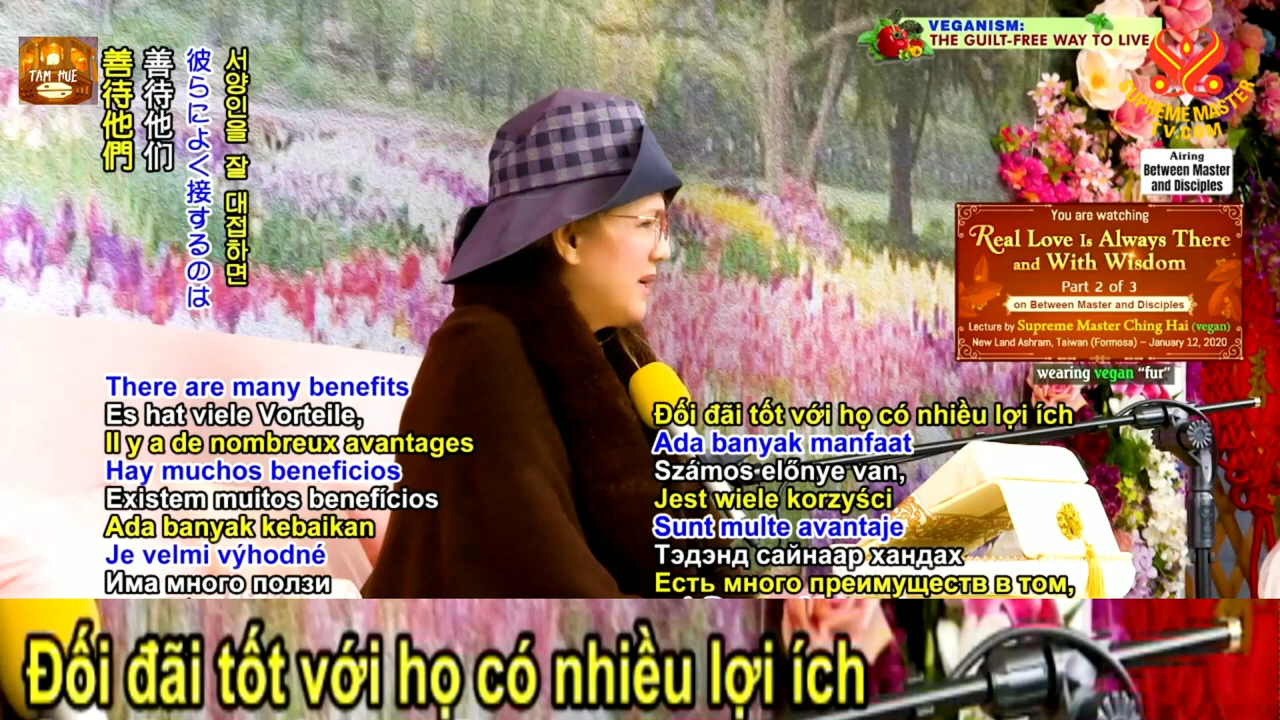 TAM HUE
善待他們
善待他们
彼らによく接するのは
서양인을 잘 대접하면
VEGANISM:
THE GUILT-FREE WAY TO LIVE
SUPREME MASTER
TV.COM
Airing
Between Master
and Disciples
You are watching
Real Love Is Always There
and With Wisdom
Part 2 of 3
on Between Master and Disciples
Lecture by Supreme Master Ching Hai (vegan)
New Land Ashram, Taiwan (Formosa) – January 12, 2020
wearing vegan “fur”
There are many benefits
Es hat viele Vorteile,
Il y a de nombreux avantages
Hay muchos beneficios
Existem muitos benefícios
Ada banyak kebaikan
Je velmi výhodné
Има много ползи
Đối đãi tốt với họ có nhiều lợi ích
Ada banyak manfaat
Számos előnye van,
Jest wiele korzyści
Sunt multe avantaje
Тэдэнд сайнаар хандах
Есть много преимуществ в том,
Đối đãi tốt với họ có nhiều lợi ích